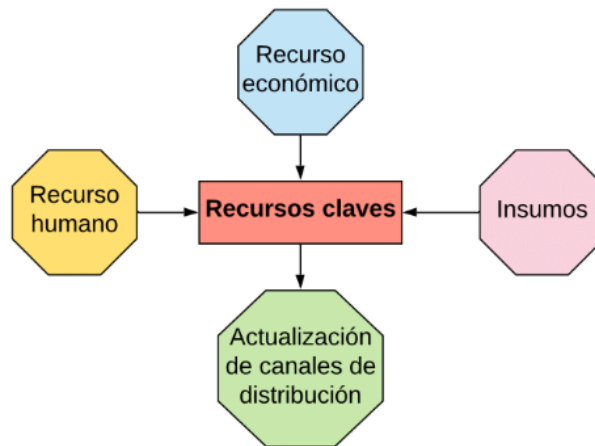 Recurso
económico
Recurso
humano
Recursos claves
Insumos
Actualización
de canales de
distribución